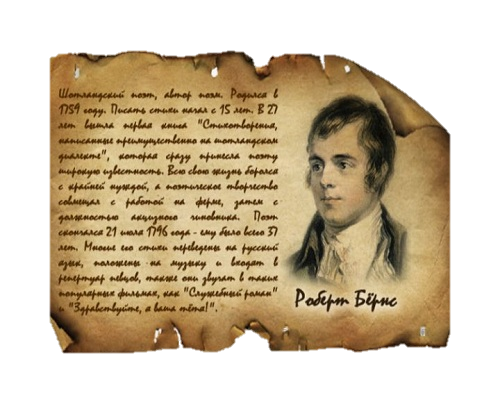 Шотландский поэт, автор поэм. Родился в
1759 году. Писать стихи начал с 15 лет. В 27
лет вышла первая книга "Стихотворения,
написанные преимущественно на шотландском
диалекте", которая сразу принесла поэту
широкую известность. Всю свою жизнь боролся
с крайней нуждой, а поэтическое творчество
совмещал с работой на ферме, затем с
должностью акцизного чиновника. Поэт
скончался 21 июля 1796 года - ему было всего 37
лет. Многие его стихи переведены на русский
язык, положены на музыку и входят в
репертуар певцов, также они звучат в таких
популярных фильмах, как "Служебный роман"
и "Здравствуйте, я ваша тётя!".
Роберт Бёрнс